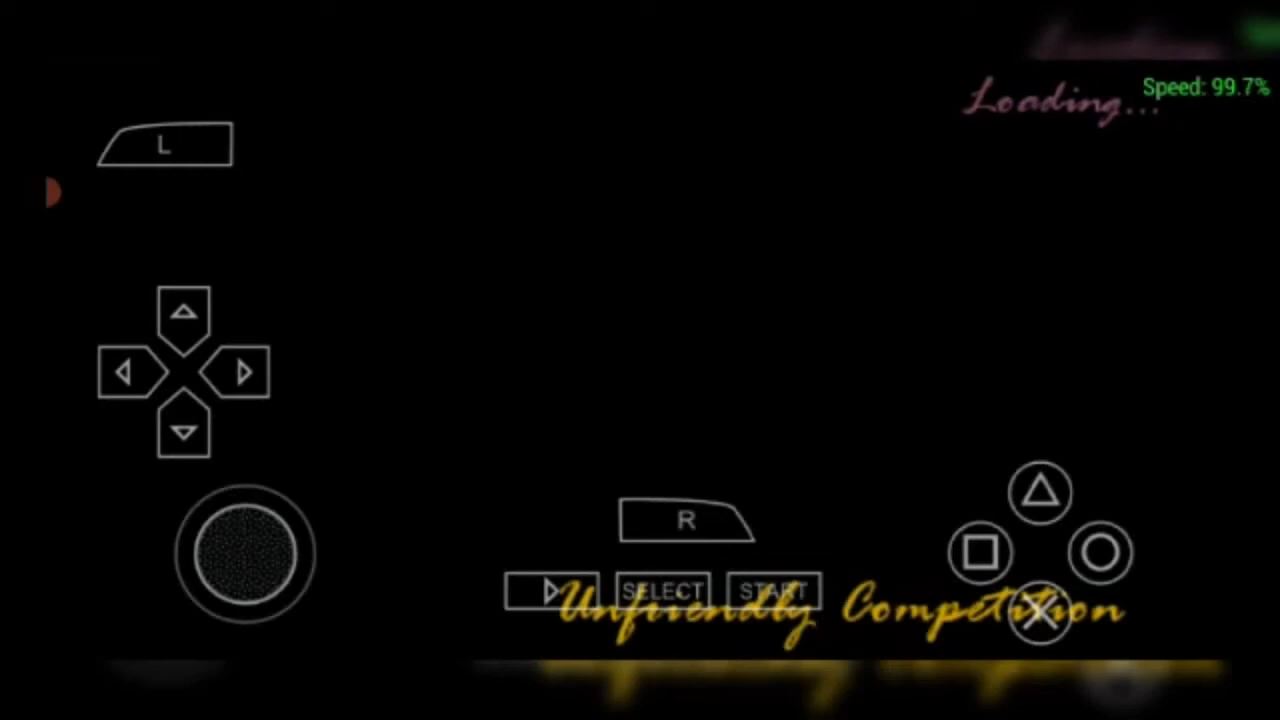 Loading...
Speed: 99.7%
L
R
SELECT
START
Unfriendly Competition